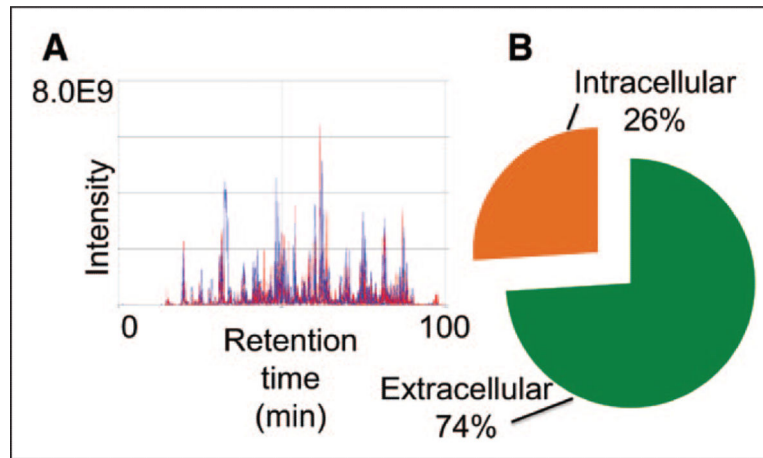 A
8.0E9
Intensity
0
100
Retention
time
(min)
B
Intracellular
26%
Extracellular
74%